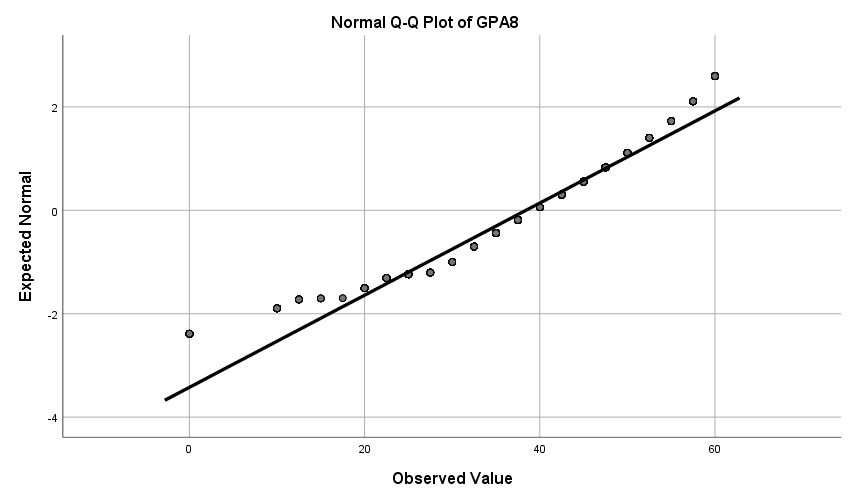 Normal Q-Q Plot of GPA8
2
0
-2
-4
Expected Normal
0 20 40 60
Observed Value